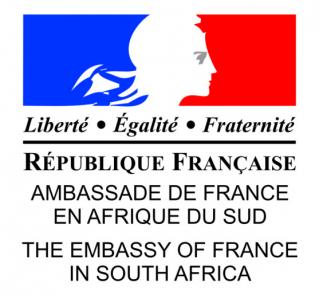 Liberté • Égalité • Fraternité
RÉPUBLIQUE FRANÇAISE
AMBASSADE DE FRANCE
EN AFRIQUE DU SUD
THE EMBASSY OF FRANCE
IN SOUTH AFRICA